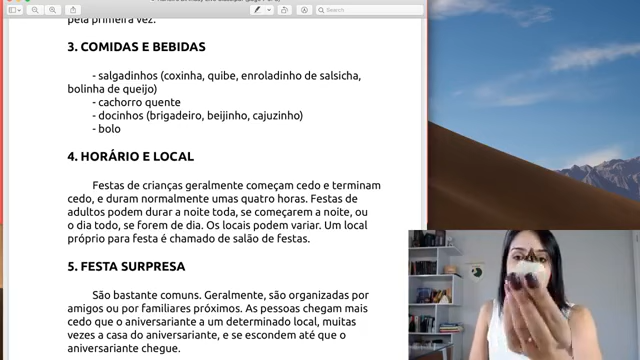 pela primeira vez.
3. COMIDAS E BEBIDAS
- salgadinhos (coxinha, quibe, enroladinho de salsicha,
bolinha de queijo)
- cachorro quente
- docinhos (brigadeiro, beijinho, cajuzinho)
- bolo
4. HORÁRIO E LOCAL
Festas de crianças geralmente começam cedo e terminam
cedo, e duram normalmente umas quatro horas. Festas de
adultos podem durar a noite toda, se começarem a noite, ou
o dia todo, se forem de dia. Os locais podem variar. Um local
próprio para festa é chamado de salão de festas.
5. FESTA SURPRESA
São bastante comuns. Geralmente, são organizadas por
amigos ou por familiares próximos. As pessoas chegam mais
cedo que o aniversariante a um determinado local, muitas
vezes a casa do aniversariante, e se escondem até que o
aniversariante chegue.
Search